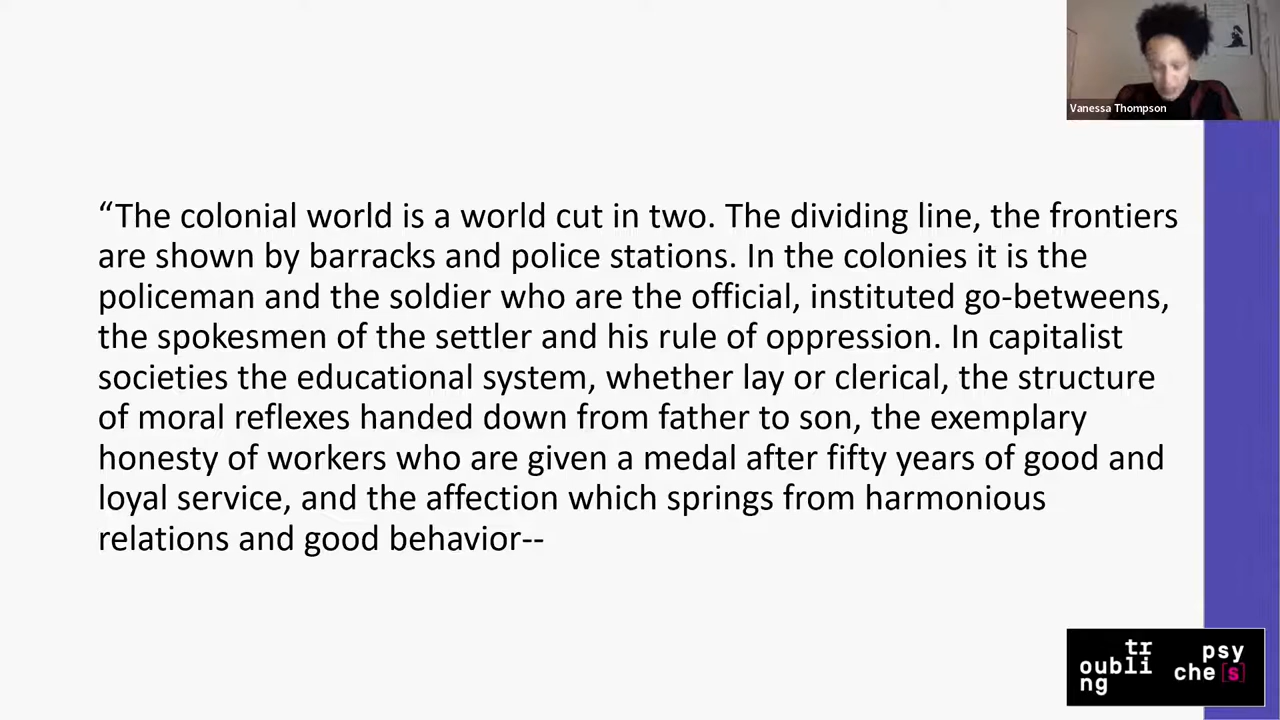 Vanessa Thompson
“The colonial world is a world cut in two. The dividing line, the frontiers
are shown by barracks and police stations. In the colonies it is the
policeman and the soldier who are the official, instituted go-betweens,
the spokesmen of the settler and his rule of oppression. In capitalist
societies the educational system, whether lay or clerical, the structure
of moral reflexes handed down from father to son, the exemplary
honesty of workers who are given a medal after fifty years of good and
loyal service, and the affection which springs from harmonious
relations and good behavior--
tr
oubli
ng
psy
che[s]